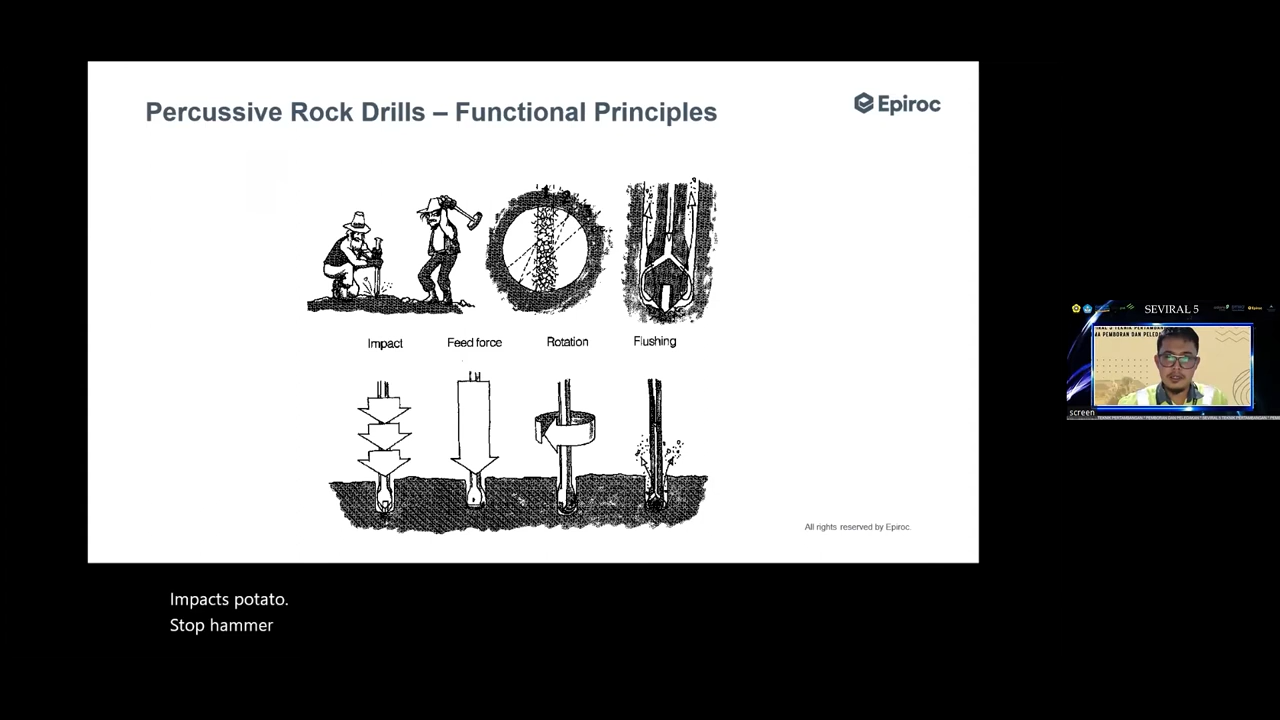 Percussive Rock Drills – Functional Principles
Epiroc
Impact
Feed force
Rotation
Flushing
All rights reserved by Epiroc.
SEVIRAL 5
screen
Impacts potato.
Stop hammer